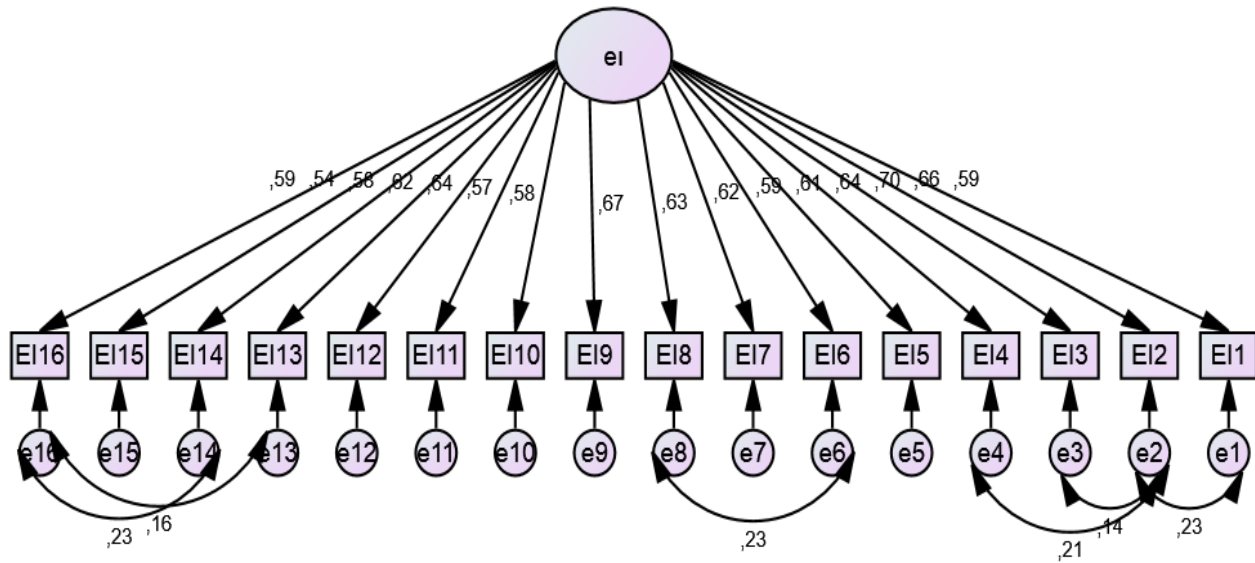 eı
,59 ,54 ,58 ,62 ,64 ,57 ,58 ,67 ,63 ,62 ,59 ,61 ,64 ,70 ,66 ,59
EI16 EI15 EI14 EI13 EI12 EI11 EI10 EI9 EI8 EI7 EI6 EI5 EI4 EI3 EI2 EI1
e16 e15 e14 e13 e12 e11 e10 e9 e8 e7 e6 e5 e4 e3 e2 e1
,23 ,16 ,23 ,21 ,14 ,23